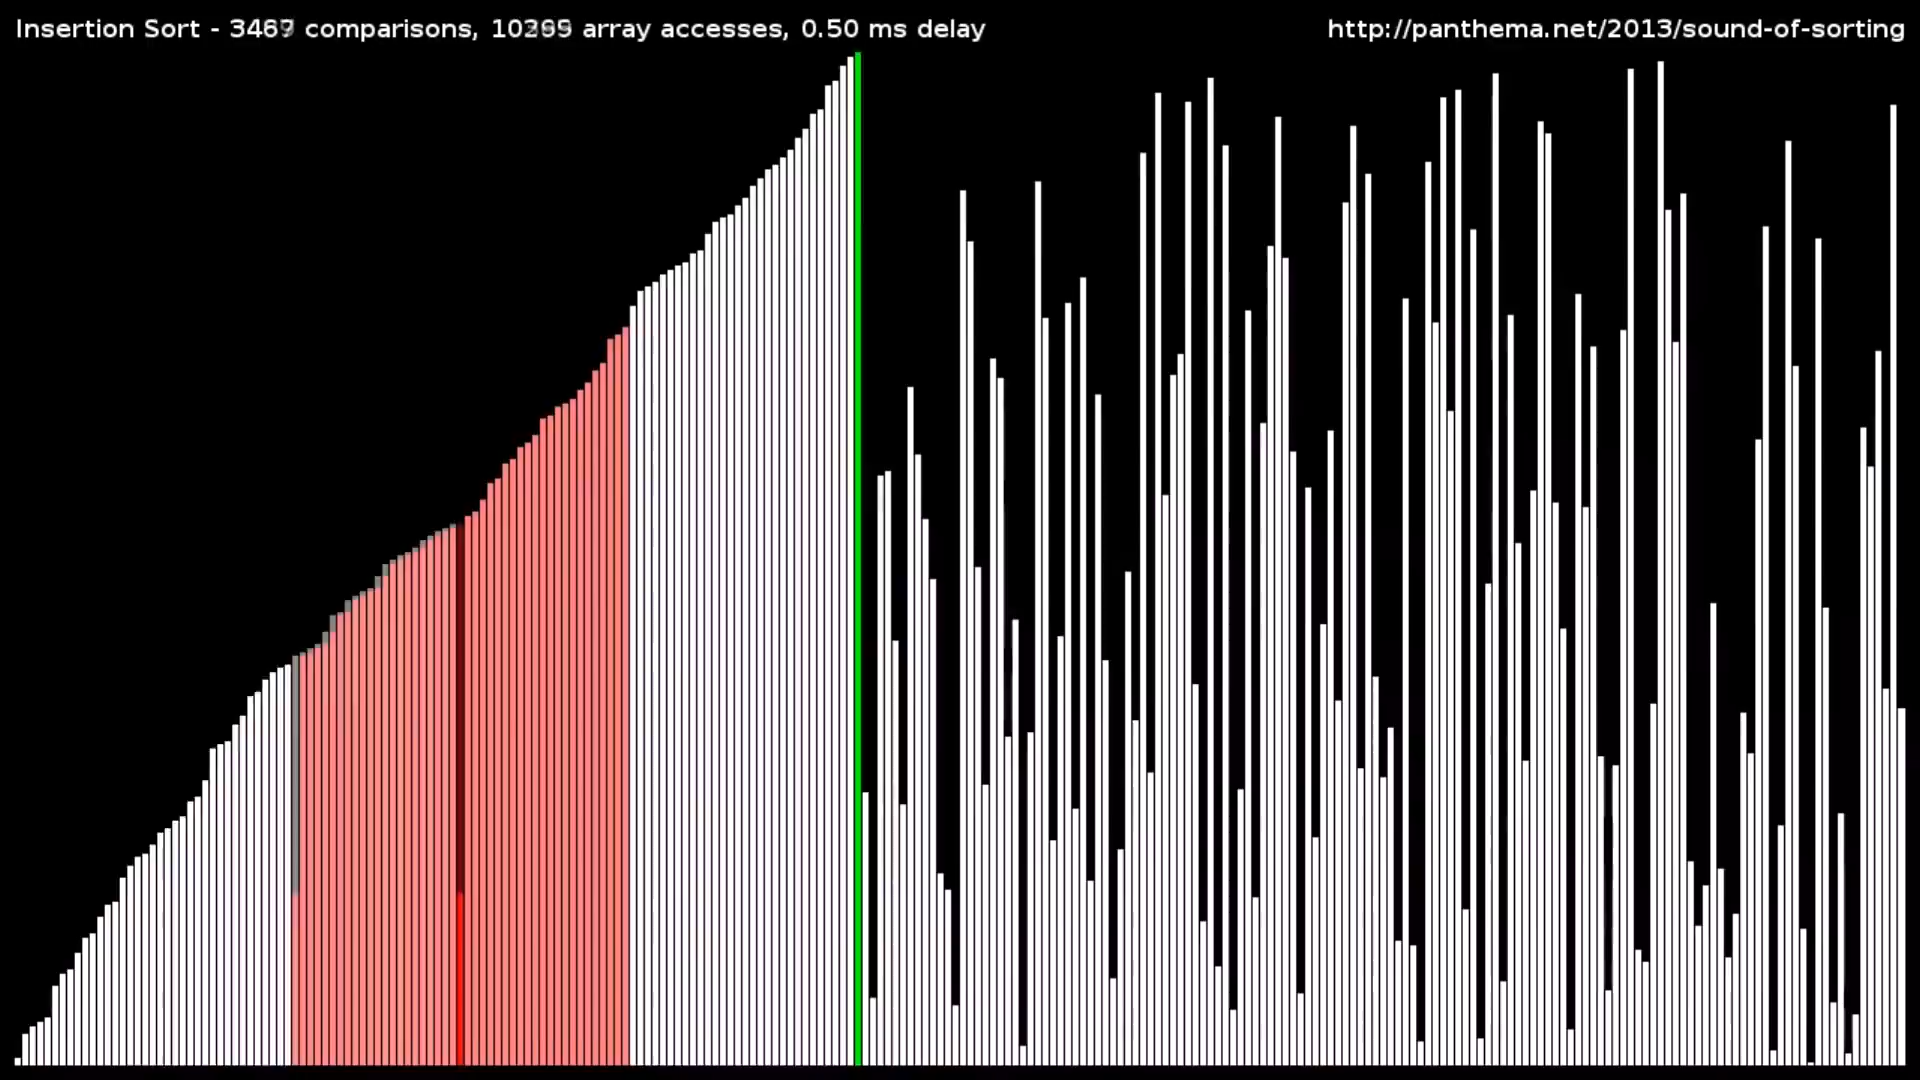 Insertion Sort - comparisons, array accesses, 0.50 ms delay
http://panthema.net/2013/sound-of-sorting